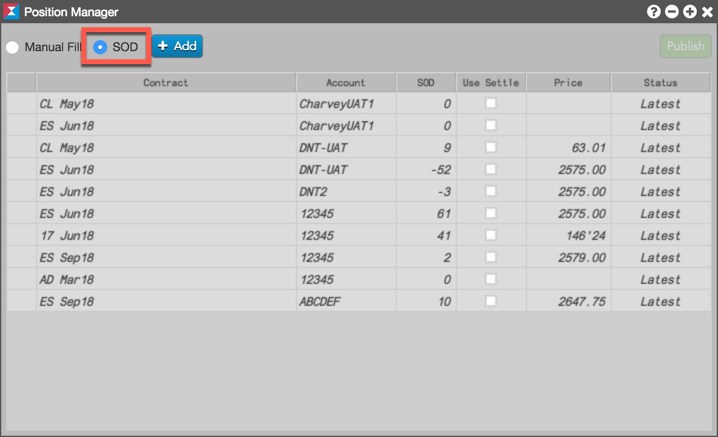 Position Manager
Manual Fill SOD + Add Publish
Contract Account SOD Use Settle Price Status
CL May18 CharveyUAT1 0 Latest
ES Jun18 CharveyUAT1 0 Latest
CL May18 DNT-UAT 9 63.01 Latest
ES Jun18 DNT-UAT -52 2575.00 Latest
ES Jun18 DNT2 -3 2575.00 Latest
ES Jun18 12345 61 2575.00 Latest
17 Jun18 12345 41 146'24 Latest
ES Sep18 12345 2 2579.00 Latest
AD Mar18 12345 0 Latest
ES Sep18 ABCDEF 10 2647.75 Latest